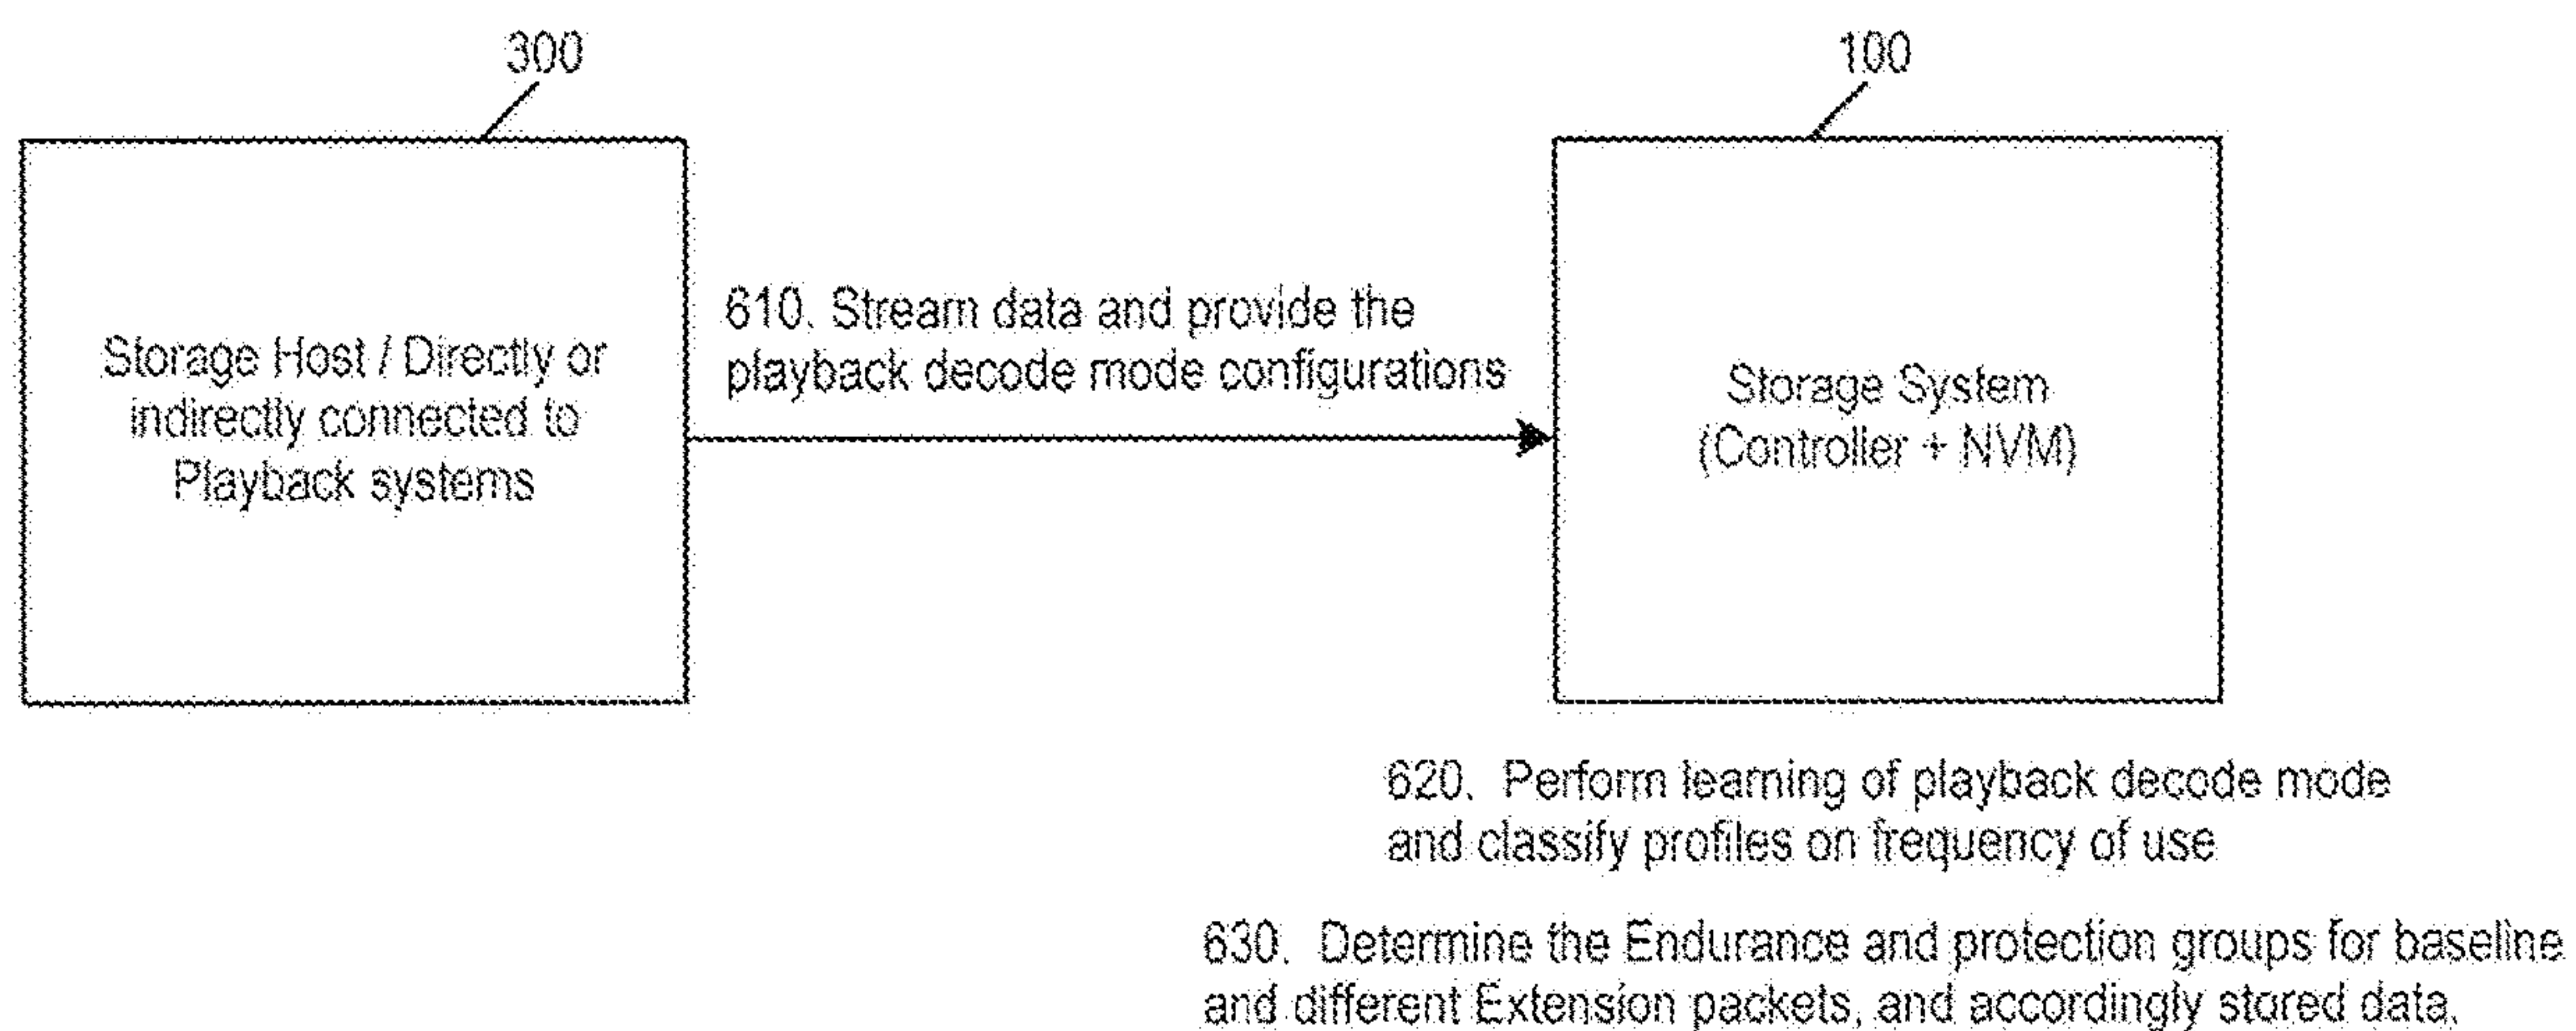 300
100
Storage Host / Directly or
indirectly connected to
Playback systems
610. Stream data and provide the
playback decode mode configurations
Storage System
(Controller + NVM)
620. Perform learning of playback decode mode
and classify profiles on frequency of use
630. Determine the Endurance and protection groups for baseline
and different Extension packets, and accordingly stored data.